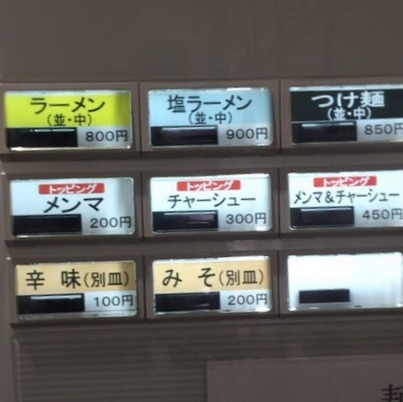 ラーメン
(並・中)
800円
塩ラーメン
(並・中)
900円
つけ麺
(並・中)
850円
トッピング
メンマ
200円
トッピング
チャーシュー
300円
トッピング
メンマ&チャーシュー
450円
辛味(別皿)
100円
みそ(別皿)
200円